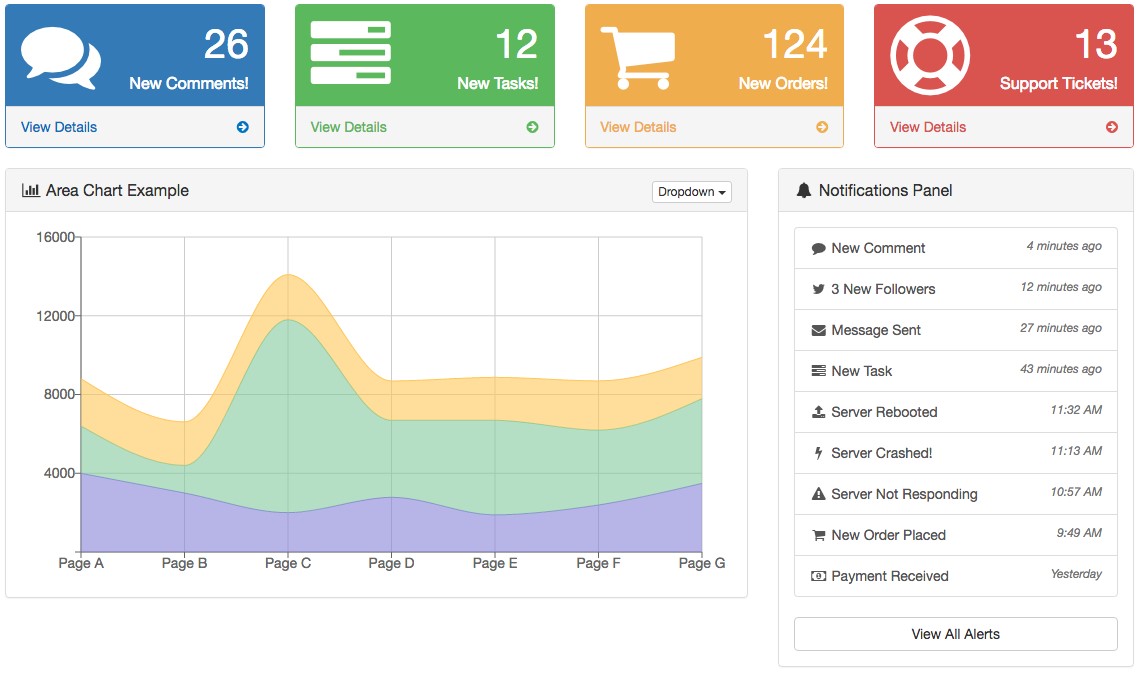 26
New Comments!
View Details
12
New Tasks!
View Details
124
New Orders!
View Details
13
Support Tickets!
View Details
Area Chart Example
Dropdown
16000
12000
8000
4000
Page A Page B Page C Page D Page E Page F Page G
Notifications Panel
New Comment 4 minutes ago
3 New Followers 12 minutes ago
Message Sent 27 minutes ago
New Task 43 minutes ago
Server Rebooted 11:32 AM
Server Crashed! 11:13 AM
Server Not Responding 10:57 AM
New Order Placed 9:49 AM
Payment Received Yesterday
View All Alerts